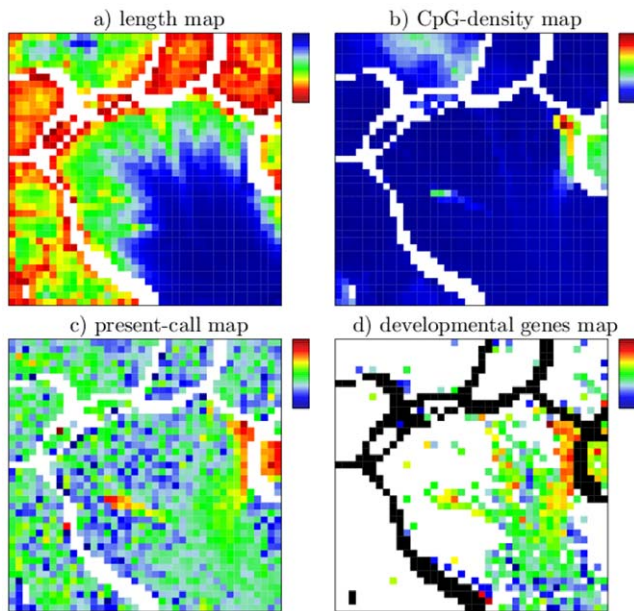 a) length map
b) CpG-density map
c) present-call map
d) developmental genes map